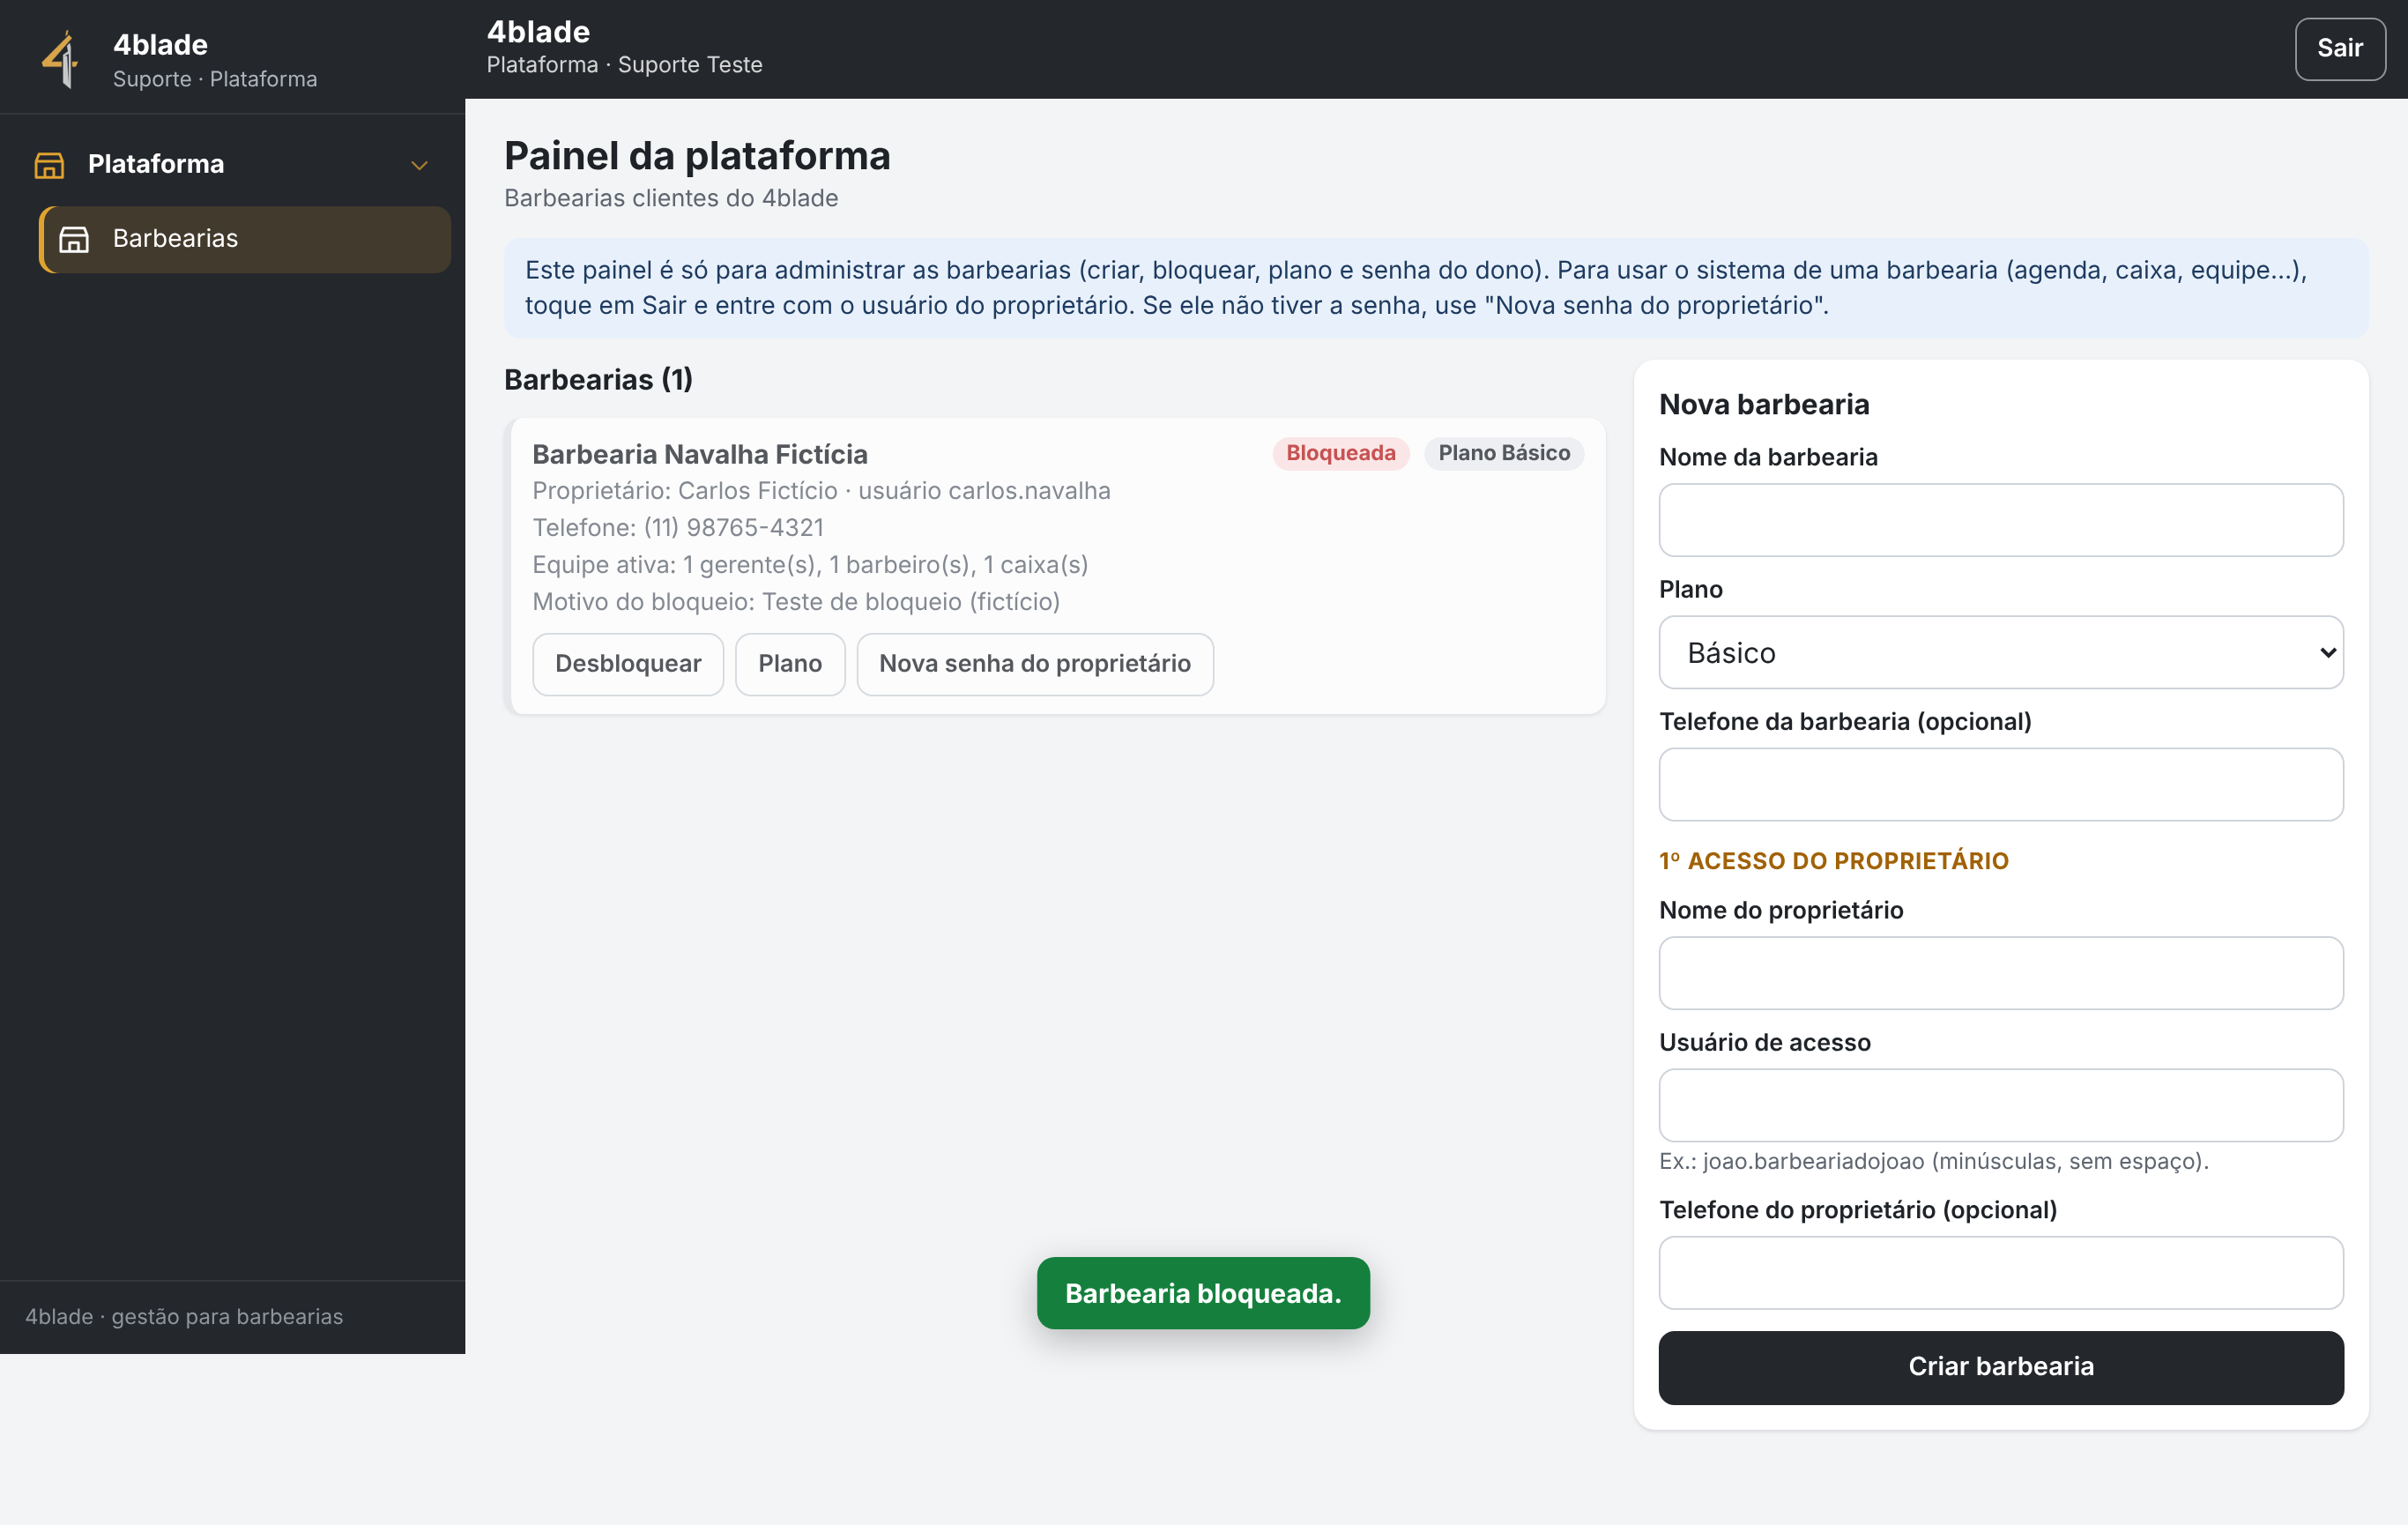 4blade
Suporte · Plataforma
Plataforma
Barbearias
4blade · gestão para barbearias
4blade
Plataforma · Suporte Teste
Sair
Painel da plataforma
Barbearias clientes do 4blade
Este painel é só para administrar as barbearias (criar, bloquear, plano e senha do dono). Para usar o sistema de uma barbearia (agenda, caixa, equipe...),
toque em Sair e entre com o usuário do proprietário. Se ele não tiver a senha, use "Nova senha do proprietário".
Barbearias (1)
Barbearia Navalha Fictícia
Bloqueada
Plano Básico
Proprietário: Carlos Fictício · usuário carlos.navalha
Telefone: (11) 98765-4321
Equipe ativa: 1 gerente(s), 1 barbeiro(s), 1 caixa(s)
Motivo do bloqueio: Teste de bloqueio (fictício)
Desbloquear
Plano
Nova senha do proprietário
Nova barbearia
Nome da barbearia
Plano
Básico
Telefone da barbearia (opcional)
1º ACESSO DO PROPRIETÁRIO
Nome do proprietário
Usuário de acesso
Ex.: joao.barbeariadojoao (minúsculas, sem espaço).
Telefone do proprietário (opcional)
Criar barbearia
Barbearia bloqueada.